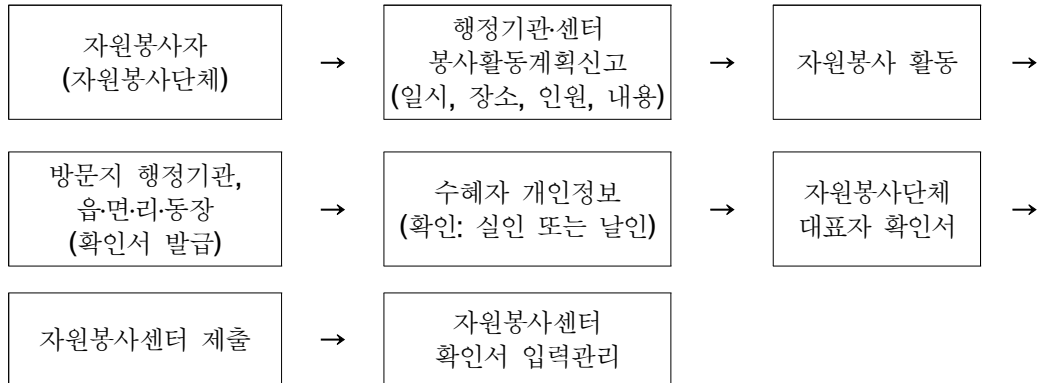 자원봉사자
(자원봉사단체)
→
행정기관·센터
봉사활동계획신고
(일시, 장소, 인원, 내용)
→
자원봉사 활동
→
방문지 행정기관,
읍·면·리·동장
(확인서 발급)
→
수혜자 개인정보
(확인: 실인 또는 날인)
→
자원봉사단체
대표자 확인서
→
자원봉사센터 제출
→
자원봉사센터
확인서 입력관리